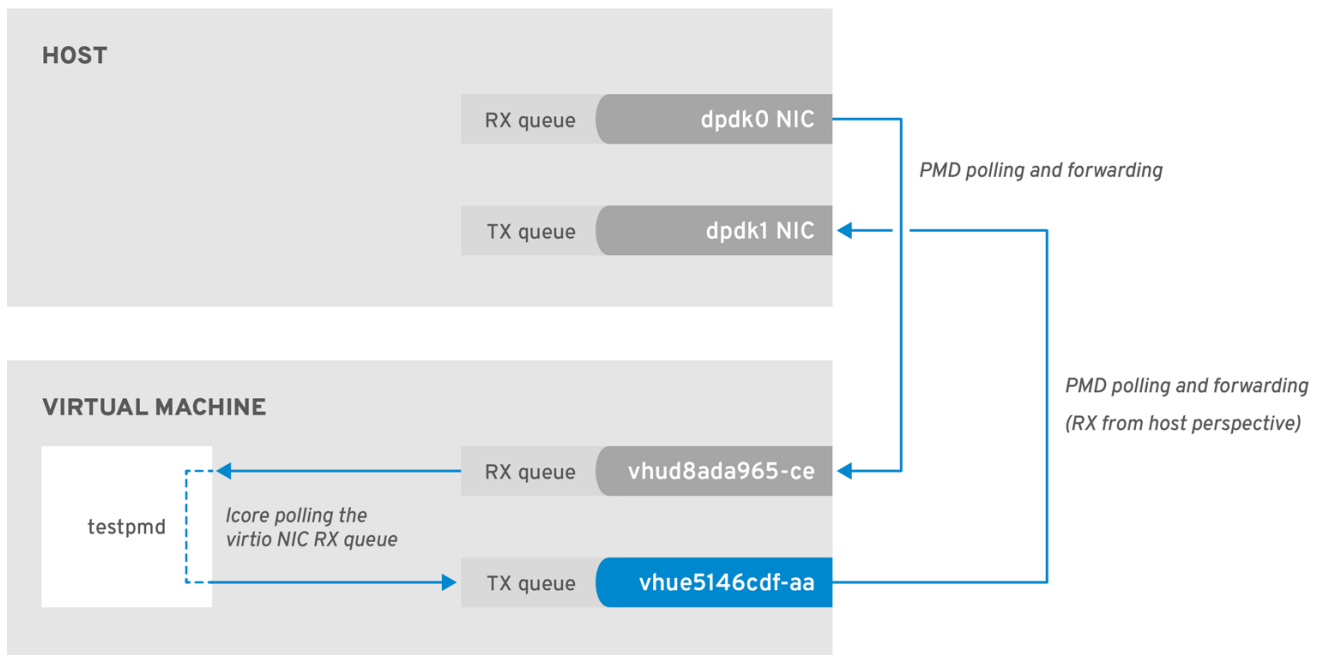 HOST
RX queue
dpdk0 NIC
PMD polling and forwarding
TX queue
dpdk1 NIC
PMD polling and forwarding
(RX from host perspective)
VIRTUAL MACHINE
RX queue
vhud8ada965-ce
testpmd
lcore polling the
virtio NIC RX queue
TX queue
vhue5146cdf-aa